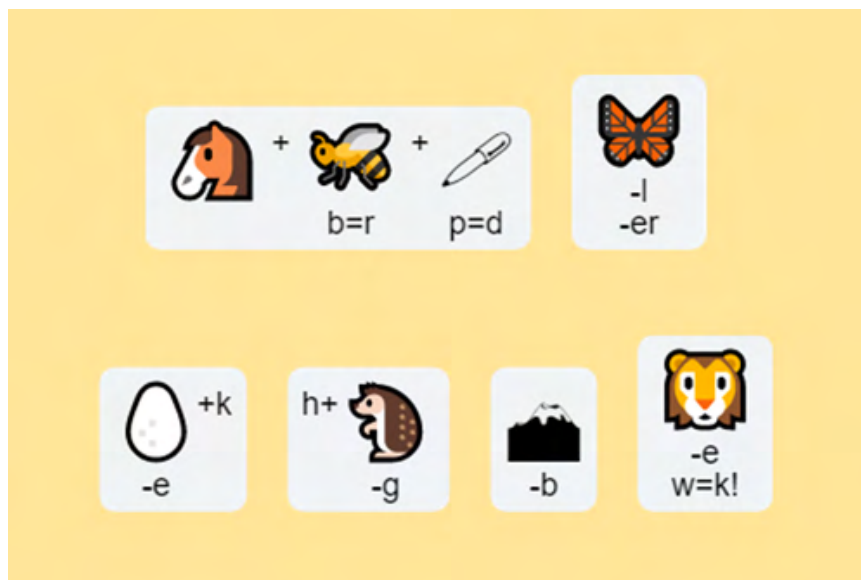 + +
b=r p=d
-l
-er
+k h+
-e -g -b -e
w=k!